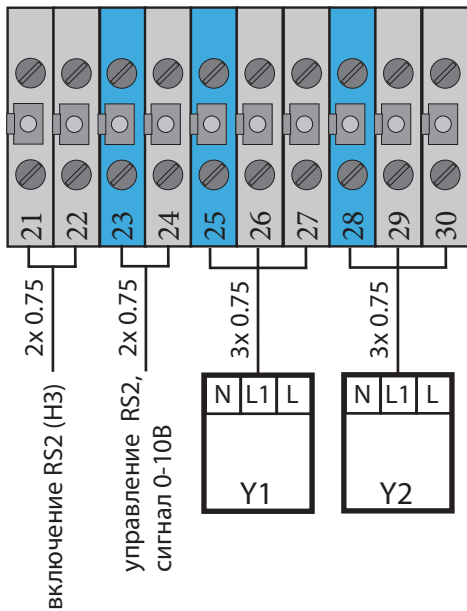 21 22 23 24 25 26 27 28 29 30
2x 0.75
2x 0.75
3x 0.75
3x 0.75
включение RS2 (НЗ)
управление RS2,
сигнал 0-10В
N L1 L
Y1
N L1 L
Y2